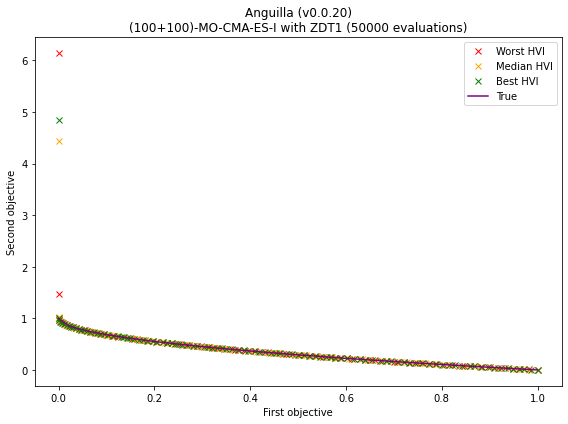 Anguilla (v0.0.20)
(100+100)-MO-CMA-ES-I with ZDT1 (50000 evaluations)
Worst HVI
Median HVI
Best HVI
True
Second objective
6
5
4
3
2
1
0
0.0 0.2 0.4 0.6 0.8 1.0
First objective